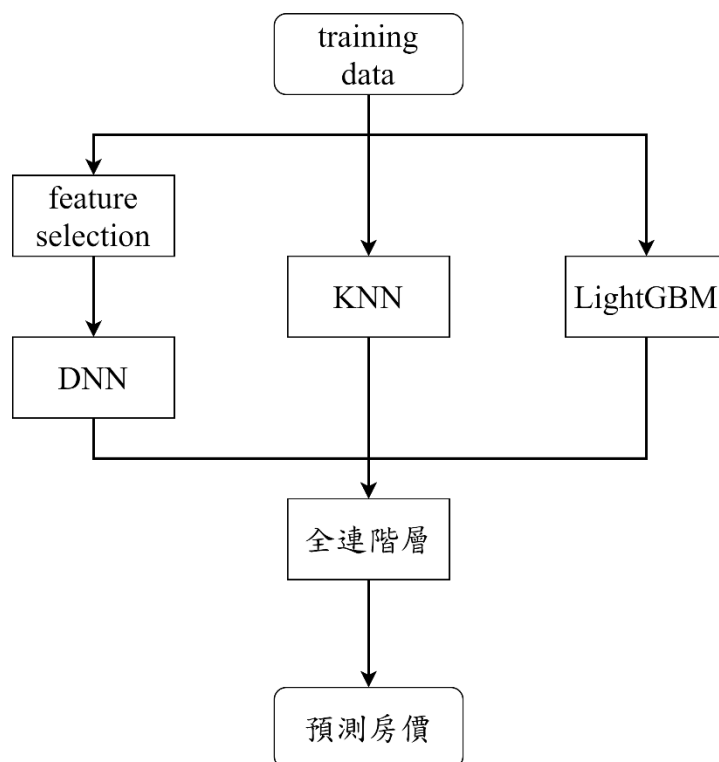 training
data
feature
selection
KNN
LightGBM
DNN
全連階層
預測房價